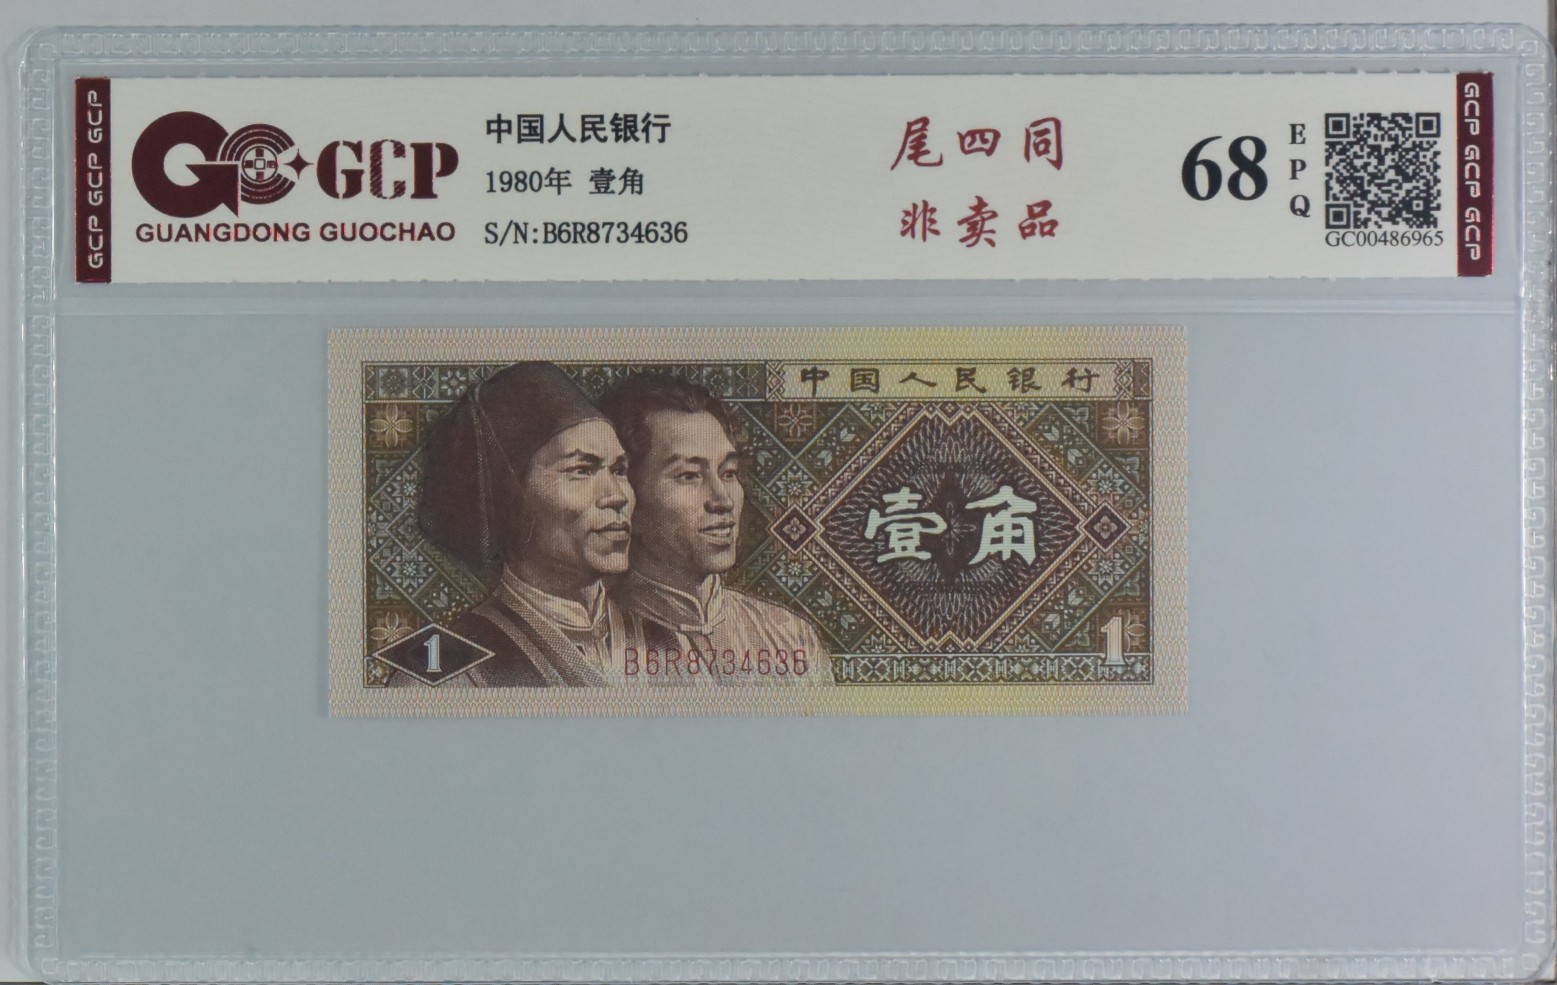 GCP GCP GCP
GCP
GUANGDONG GUOCHAO
中国人民银行
1980年 壹角
S/N:B6R8734636
尾四同
非卖品
68
EPQ
GC00486965
GCP GCP GCP
中国人民银行
壹角
1
B6R8734636
1